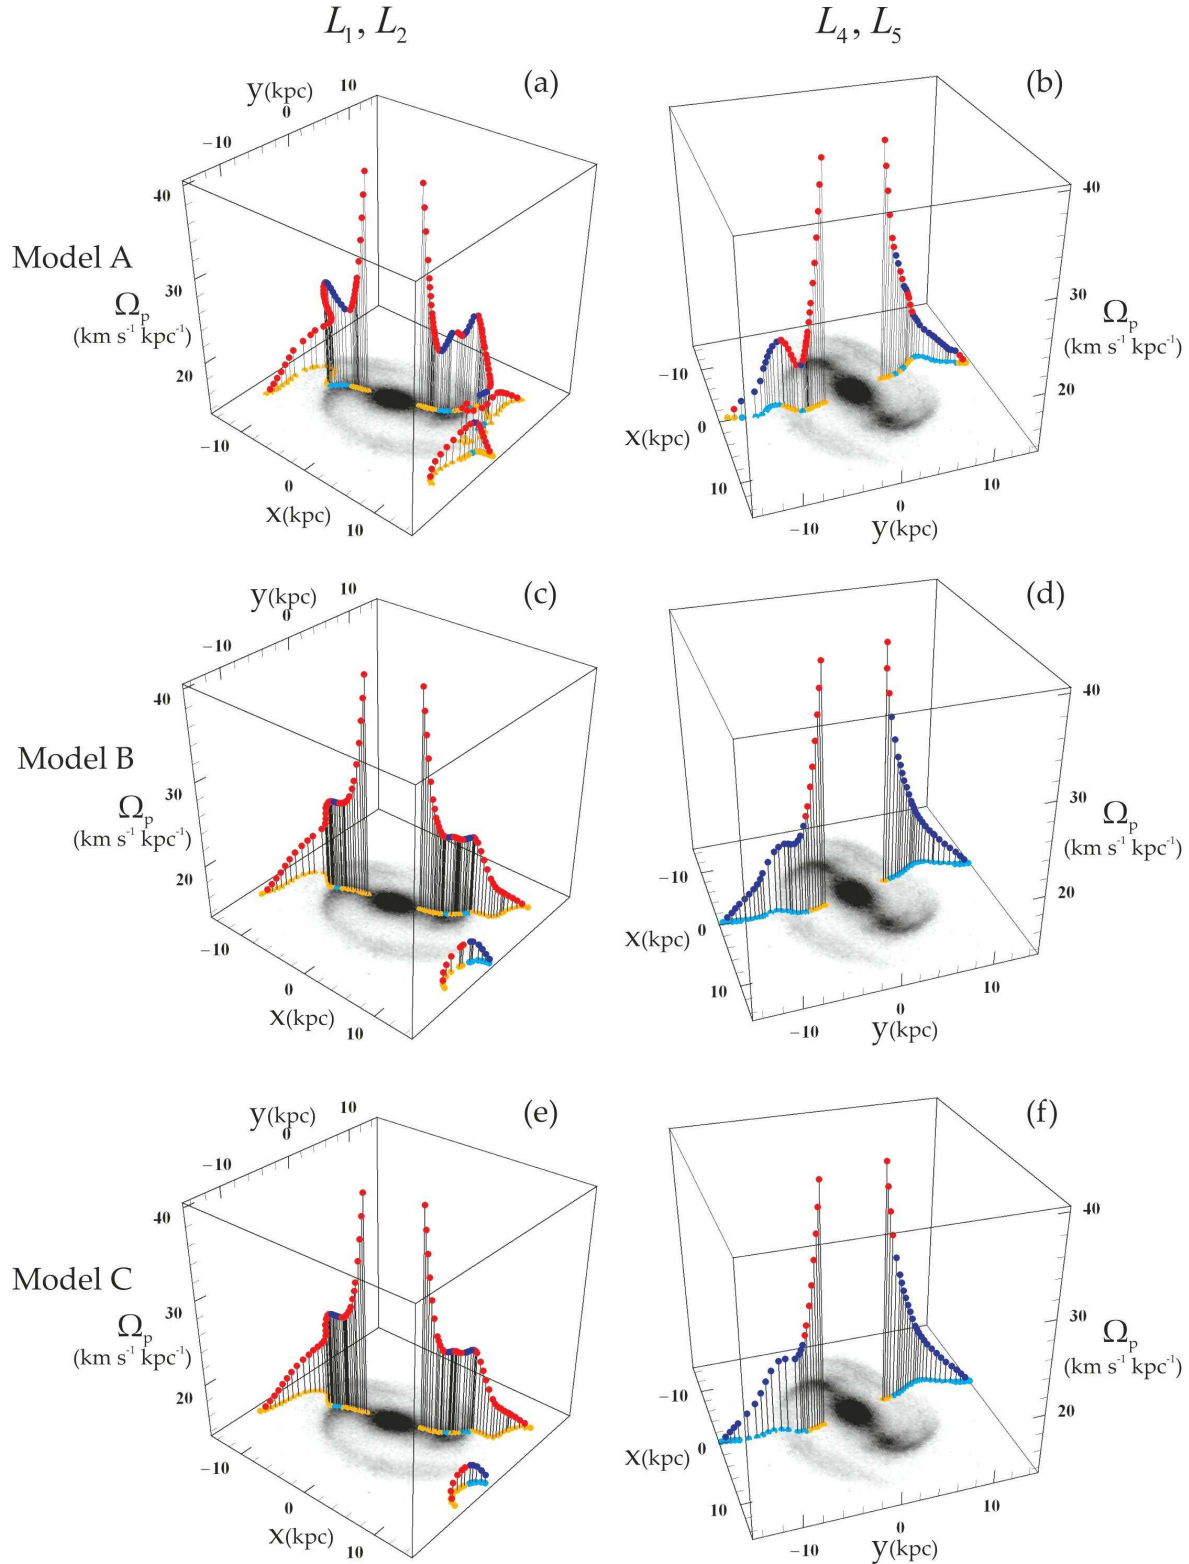 L₁, L₂
L₄, L₅
(a)
y(kpc)
-10
0
10
40
30
20
Model A
Ωₚ
(km s⁻¹ kpc⁻¹)
-10
0
10
x(kpc)
(b)
40
30
20
Ωₚ
(km s⁻¹ kpc⁻¹)
-10
0
10
x(kpc)
-10
0
10
y(kpc)
(c)
y(kpc)
-10
0
10
40
30
20
Model B
Ωₚ
(km s⁻¹ kpc⁻¹)
-10
0
10
x(kpc)
(d)
40
30
20
Ωₚ
(km s⁻¹ kpc⁻¹)
-10
0
10
x(kpc)
-10
0
10
y(kpc)
(e)
y(kpc)
-10
0
10
40
30
20
Model C
Ωₚ
(km s⁻¹ kpc⁻¹)
-10
0
10
x(kpc)
(f)
40
30
20
Ωₚ
(km s⁻¹ kpc⁻¹)
-10
0
10
x(kpc)
-10
0
10
y(kpc)